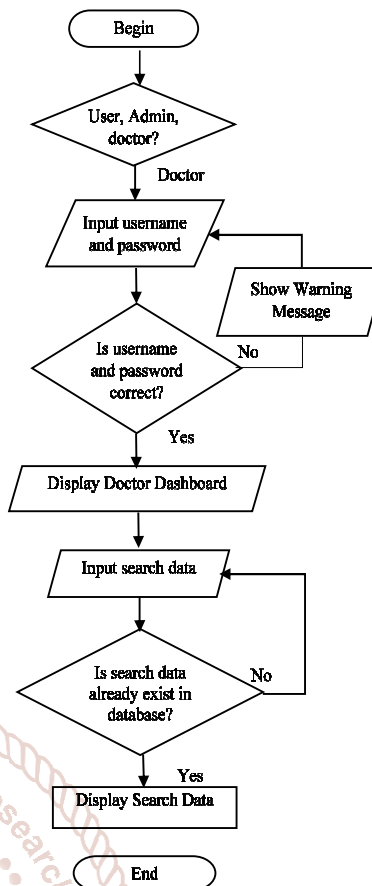 Begin
User, Admin,
doctor?
Doctor
Input username
and password
Show Warning
Message
Is username
and password
correct?
No
Yes
Display Doctor Dashboard
Input search data
Is search data
already exist in
database?
No
Yes
Display Search Data
End